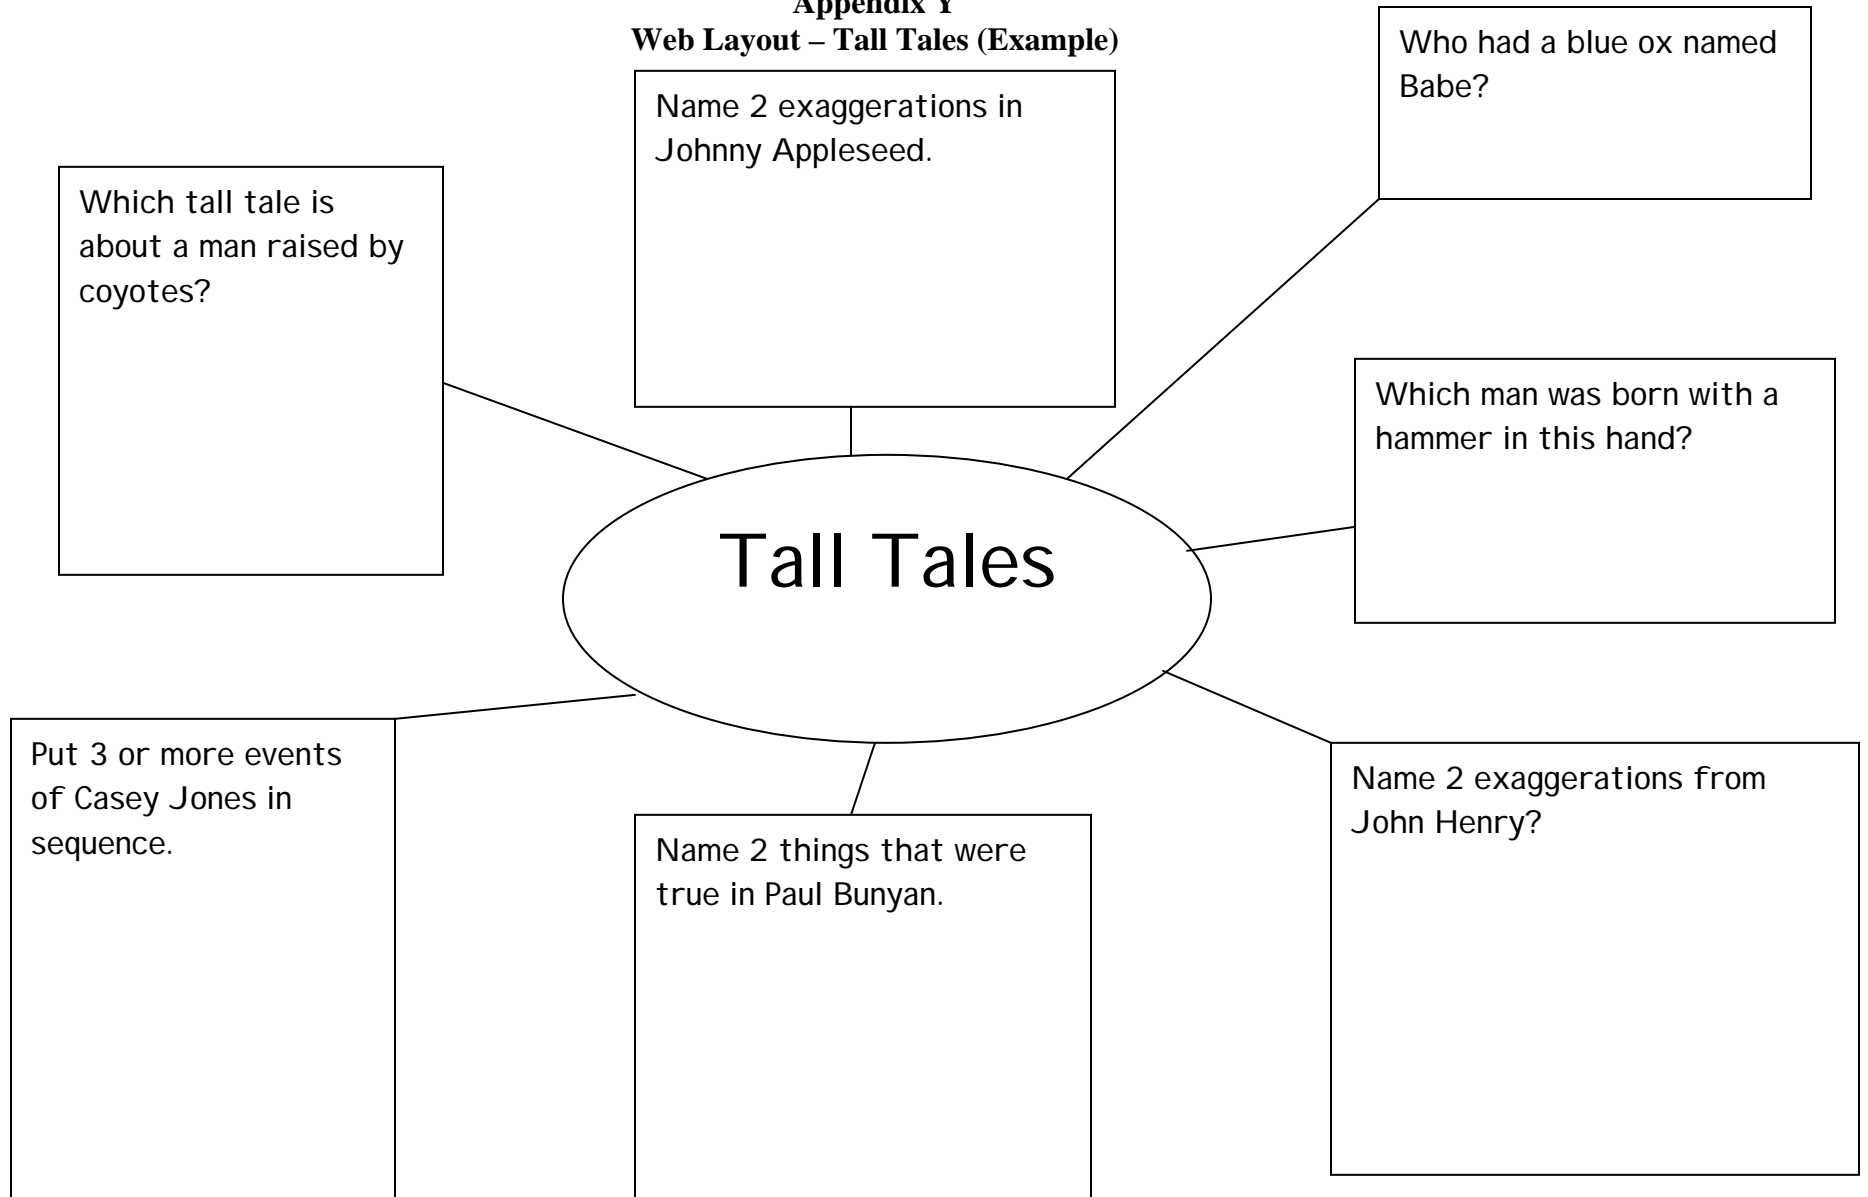 Appendix Y
Web Layout – Tall Tales (Example)
Who had a blue ox named
Babe?
Name 2 exaggerations in
Johnny Appleseed.
Which tall tale is
about a man raised by
coyotes?
Which man was born with a
hammer in this hand?
Tall Tales
Put 3 or more events
of Casey Jones in
sequence.
Name 2 things that were
true in Paul Bunyan.
Name 2 exaggerations from
John Henry?